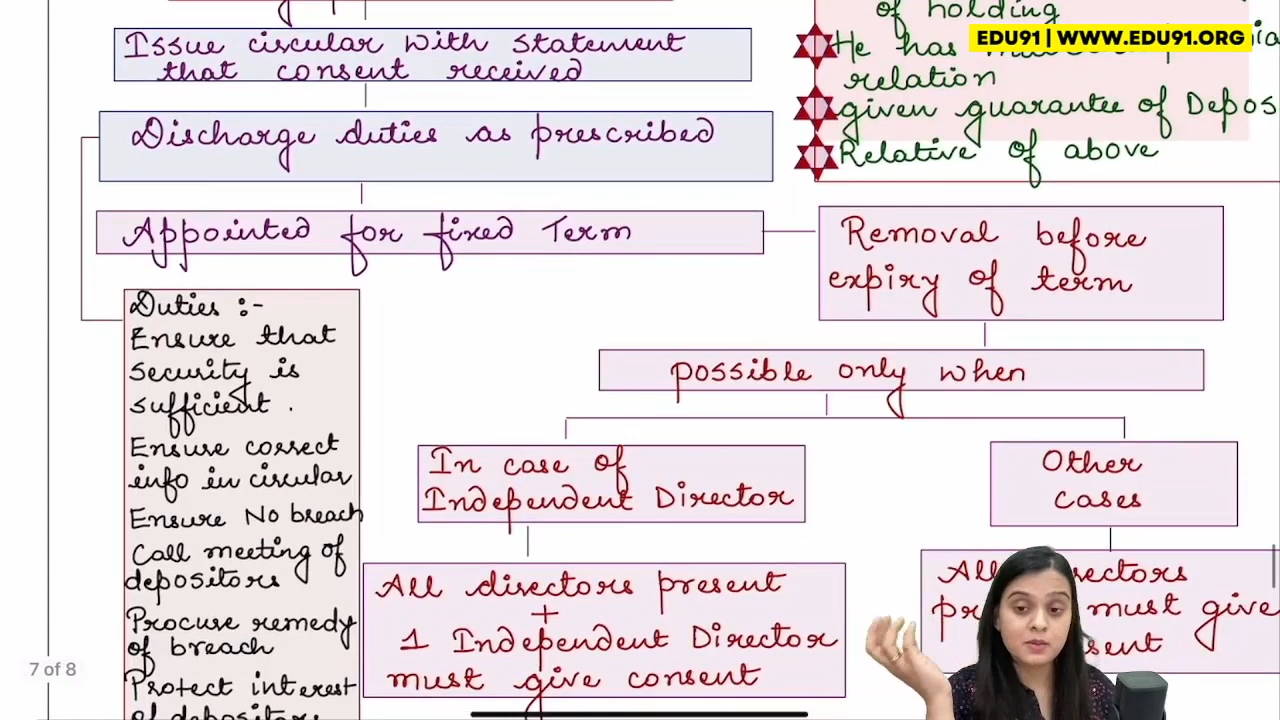 of holding
EDU91 | WWW.EDU91.ORG
He has
relation
given guarantee of Depos
Relative of above
Issue circular with statement
that consent received
Discharge duties as prescribed
Appointed for fixed Term
Removal before
expiry of term
possible only when
In case of
Independent Director
Other
cases
All directors present
+
1 Independent Director
must give consent
All
must give
Duties :-
Ensure that
security is
sufficient .
Ensure correct
info in circular
Ensure No breach
Call meeting of
depositors
Procure remedy
of breach
Protect interest
of depositors
7 of 8